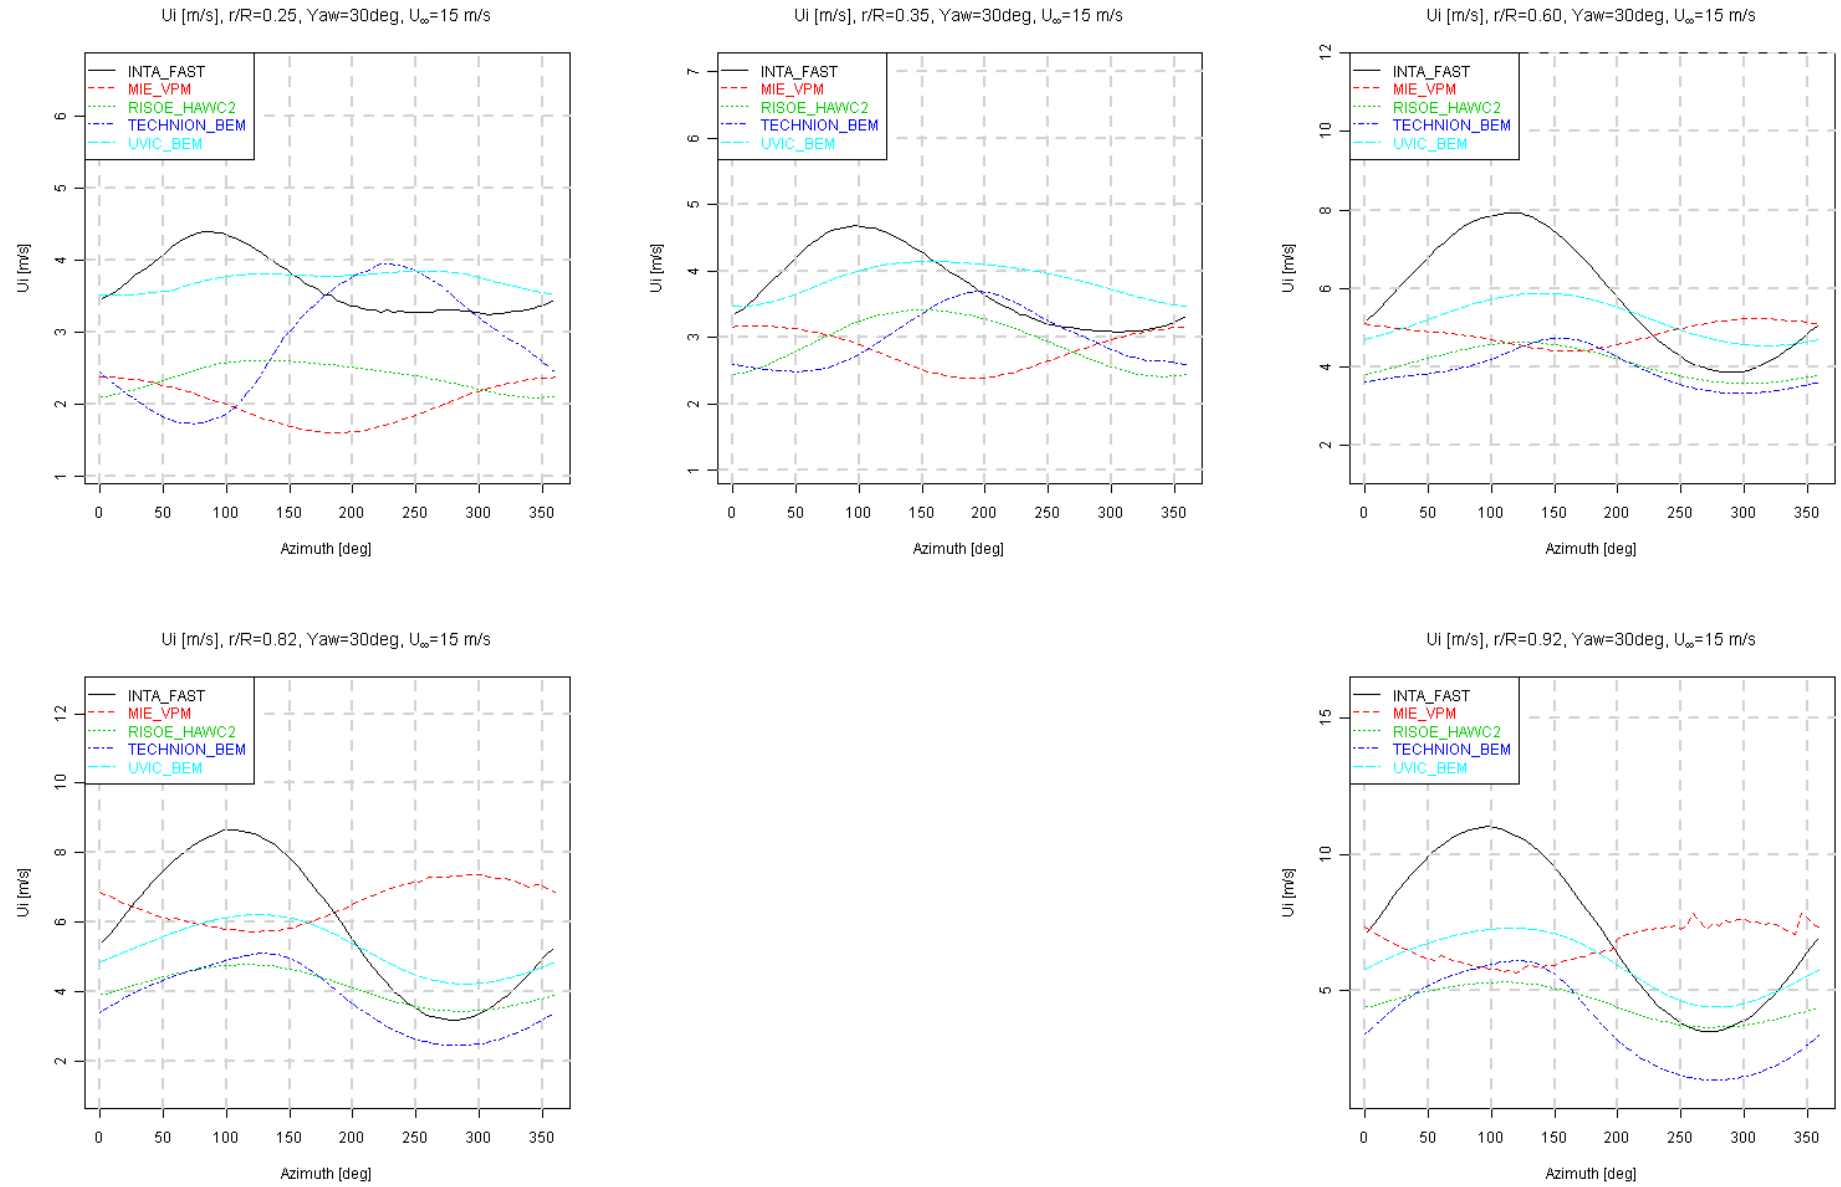 Ui [m/s], r/R=0.25, Yaw=30deg, U∞=15 m/s
INTA_FAST
MIE_VPM
RISOE_HAWC2
TECHNION_BEM
UVIC_BEM
Ui [m/s]
1 2 3 4 5 6
0 50 100 150 200 250 300 350
Azimuth [deg]
Ui [m/s], r/R=0.35, Yaw=30deg, U∞=15 m/s
INTA_FAST
MIE_VPM
RISOE_HAWC2
TECHNION_BEM
UVIC_BEM
Ui [m/s]
1 2 3 4 5 6 7
0 50 100 150 200 250 300 350
Azimuth [deg]
Ui [m/s], r/R=0.60, Yaw=30deg, U∞=15 m/s
INTA_FAST
MIE_VPM
RISOE_HAWC2
TECHNION_BEM
UVIC_BEM
Ui [m/s]
2 4 6 8 10 12
0 50 100 150 200 250 300 350
Azimuth [deg]
Ui [m/s], r/R=0.82, Yaw=30deg, U∞=15 m/s
INTA_FAST
MIE_VPM
RISOE_HAWC2
TECHNION_BEM
UVIC_BEM
Ui [m/s]
2 4 6 8 10 12
0 50 100 150 200 250 300 350
Azimuth [deg]
Ui [m/s], r/R=0.92, Yaw=30deg, U∞=15 m/s
INTA_FAST
MIE_VPM
RISOE_HAWC2
TECHNION_BEM
UVIC_BEM
Ui [m/s]
5 10 15
0 50 100 150 200 250 300 350
Azimuth [deg]